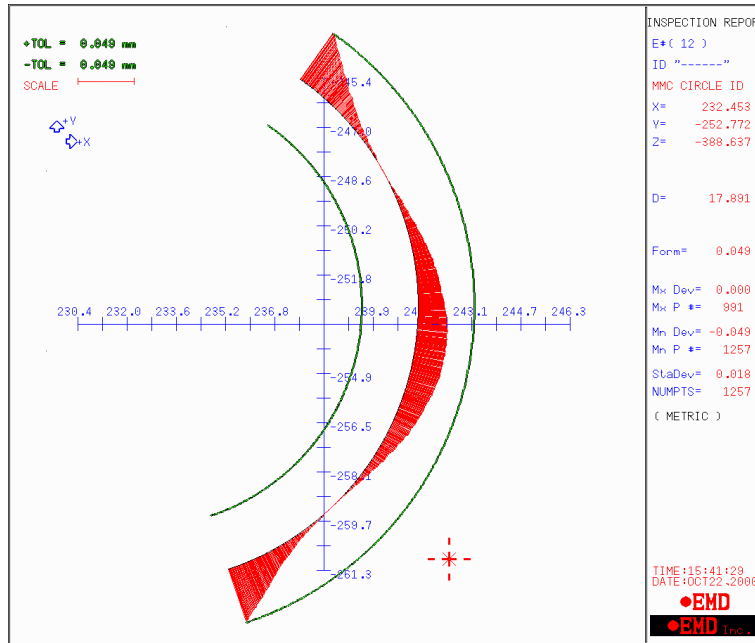 +TOL = 0.049 mm
-TOL = 0.049 mm
SCALE
+Y
+X
-247.0
-248.6
-250.2
-251.8
230.4 232.0 233.6 235.2 236.8 239.9 243.1 244.7 246.3
-254.9
-256.5
-259.7
-261.3
INSPECTION REPOR
E#( 12 )
ID "------"
MMC CIRCLE ID
X= 232.453
Y= -252.772
Z= -308.637
D= 17.891
Form= 0.049
Mx Dev= 0.000
Mx P #= 991
Mn Dev= -0.049
Mn P #= 1257
StaDev= 0.018
NUMPTS= 1257
( METRIC )
TIME:15:41:29
DATE:OCT22.200
EMD
EMD Inc.